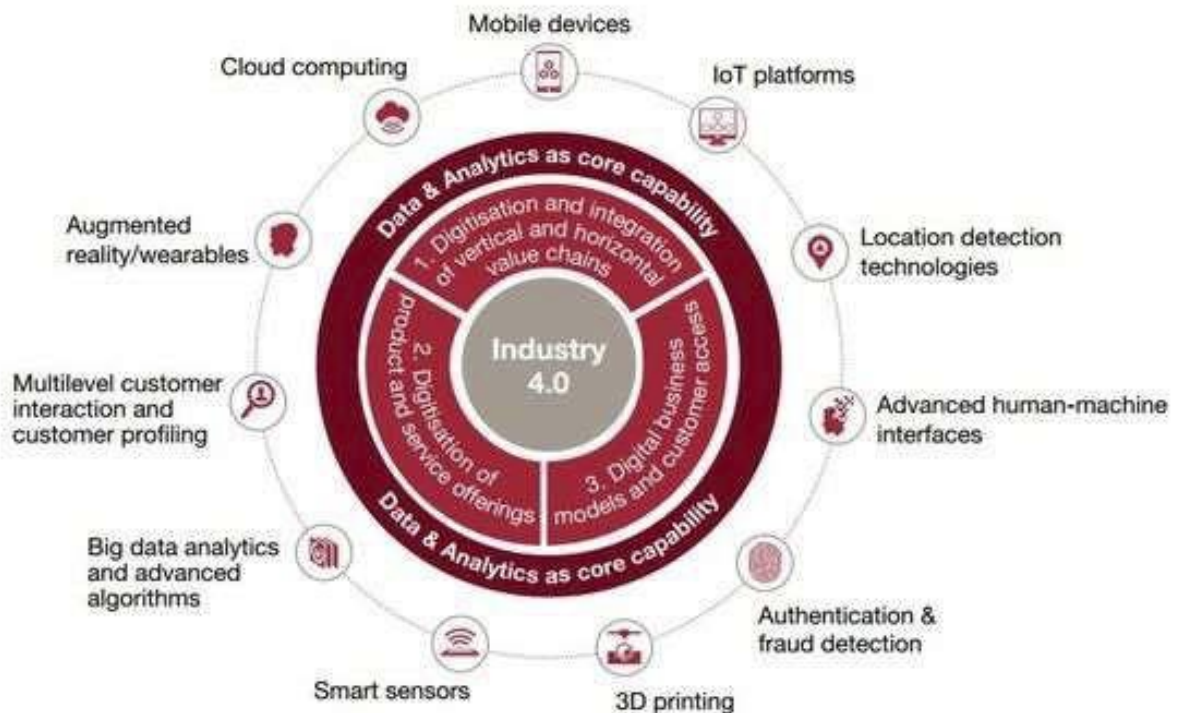 Mobile devices
Cloud computing
IoT platforms
Augmented
reality/wearables
Location detection
technologies
Multilevel customer
interaction and
customer profiling
Advanced human-machine
interfaces
Big data analytics
and advanced
algorithms
Authentication &
fraud detection
Smart sensors
3D printing
Data & Analytics as core capability
1. Digitisation and integration
of vertical and horizontal
value chains
2. Digitisation of
product and service offerings
3. Digital business
models and customer access
Industry
4.0
Data & Analytics as core capability